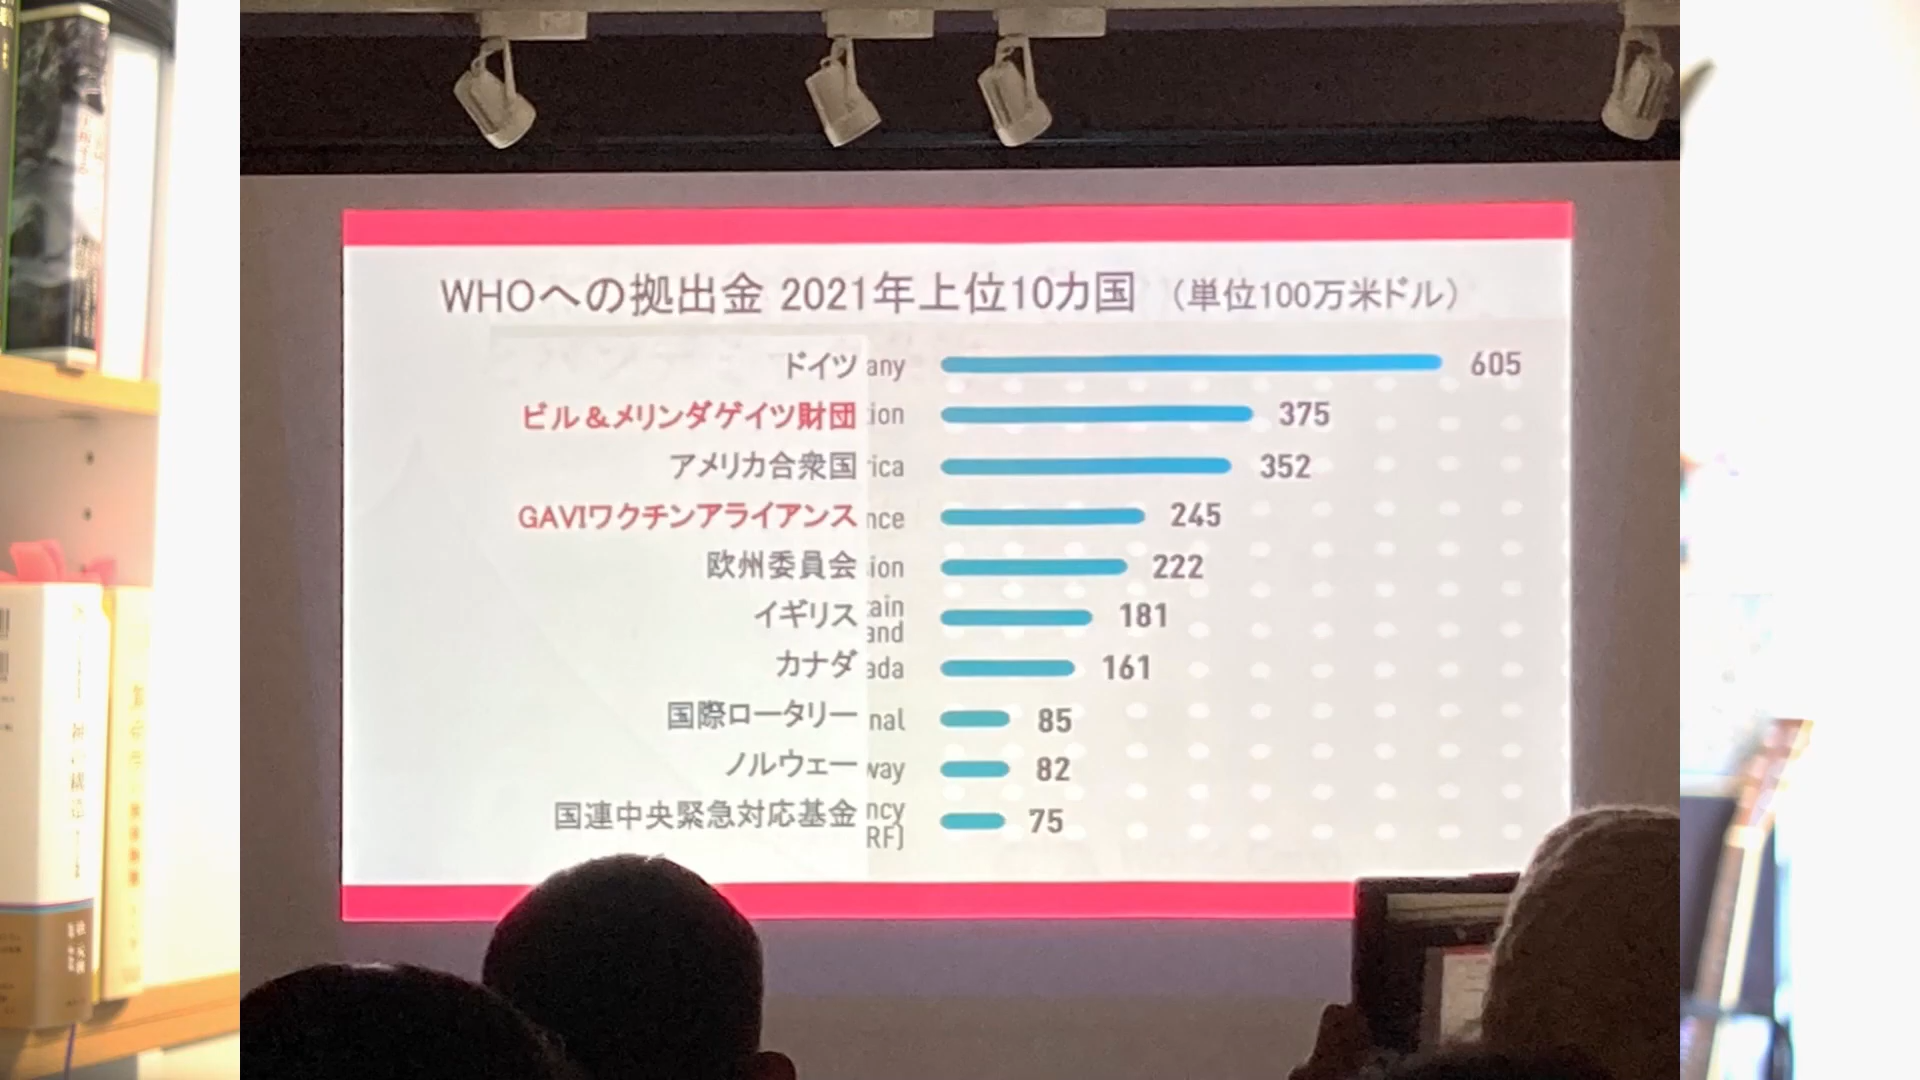 WHOへの拠出金 2021年上位10カ国 （単位100万米ドル）
ドイツ any 605
ビル＆メリンダゲイツ財団 ion 375
アメリカ合衆国 rica 352
GAVIワクチンアライアンス nce 245
欧州委員会 ion 222
イギリス ain and 181
カナダ ada 161
国際ロータリー nal 85
ノルウェー way 82
国連中央緊急対応基金 ncy RF) 75